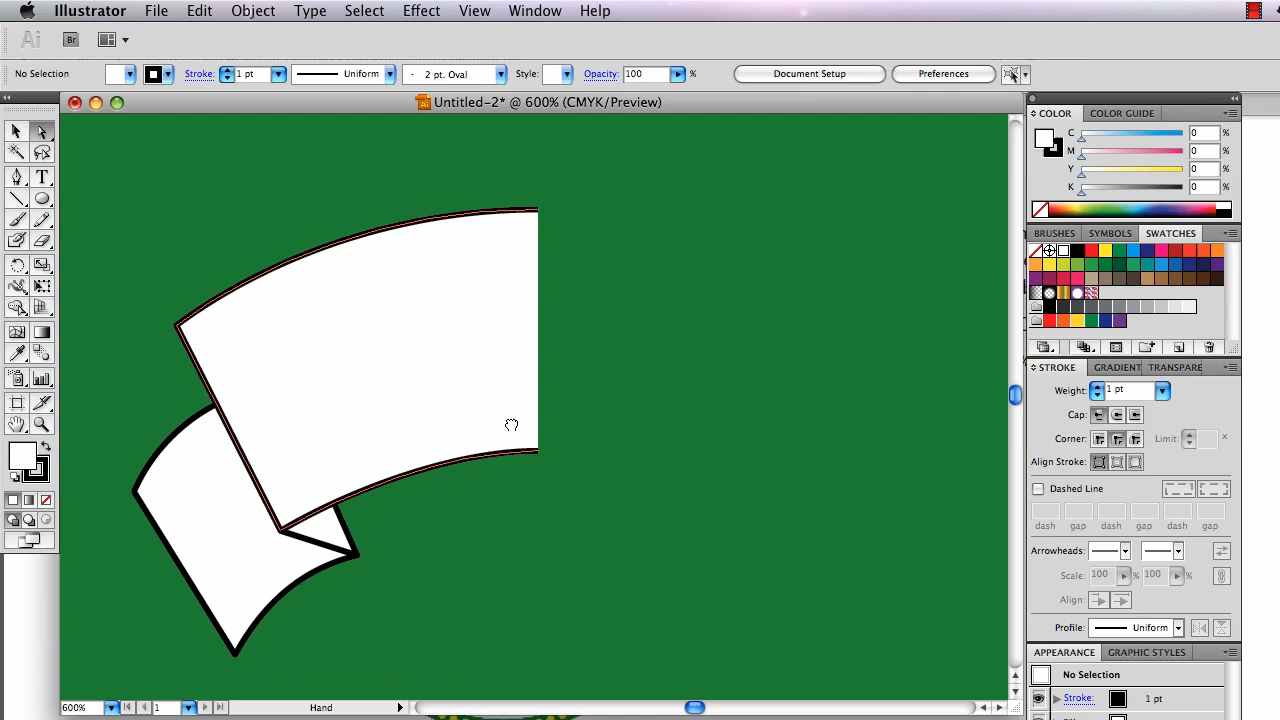 Illustrator File Edit Object Type Select Effect View Window Help
Ai Br
No Selection Stroke: 1 pt Uniform 2 pt. Oval Style: Opacity: 100 % Document Setup Preferences
Untitled-2* @ 600% (CMYK/Preview)
COLOR COLOR GUIDE
C 0 %
M 0 %
Y 0 %
K 0 %
BRUSHES SYMBOLS SWATCHES
STROKE GRADIENT TRANSPARE
Weight: 1 pt
Cap:
Corner: Limit: x
Align Stroke:
Dashed Line
dash gap dash gap dash gap
Arrowheads:
Scale: 100 % 100 %
Align:
Profile: Uniform
APPEARANCE GRAPHIC STYLES
No Selection
Stroke: 1 pt
600% 1 Hand